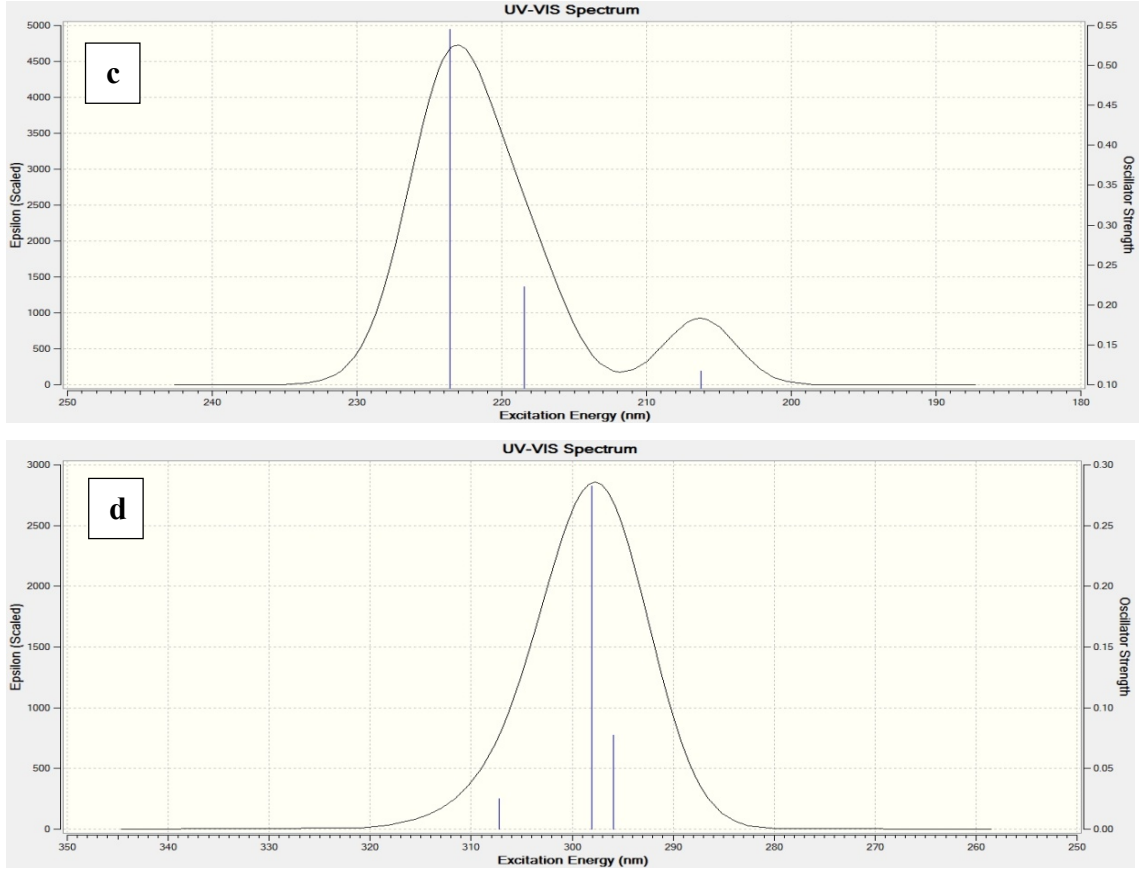 UV-VIS Spectrum
c
Epsilon (Scaled)
5000
4500
4000
3500
3000
2500
2000
1500
1000
500
0
0.55
0.50
0.45
0.40
0.35
0.30
0.25
0.20
0.15
0.10
Oscillator Strength
250 240 230 220 210 200 190 180
Excitation Energy (nm)
UV-VIS Spectrum
d
Epsilon (Scaled)
3000
2500
2000
1500
1000
500
0
0.30
0.25
0.20
0.15
0.10
0.05
0.00
Oscillator Strength
350 340 330 320 310 300 290 280 270 260 250
Excitation Energy (nm)